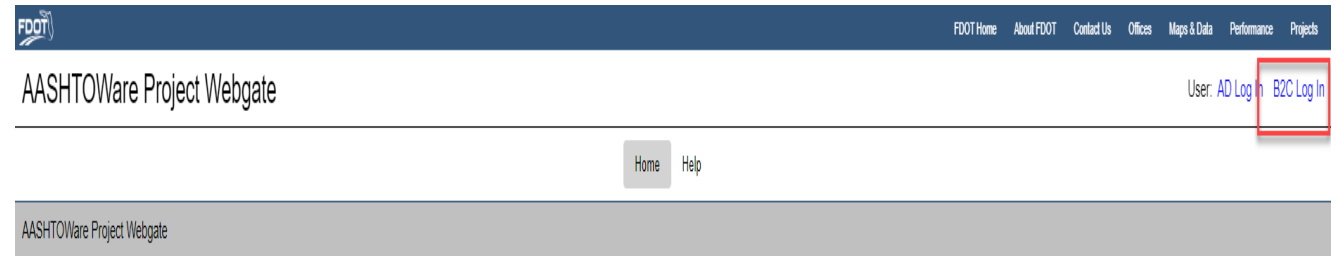 FDOT FDOT Home About FDOT Contact Us Offices Maps & Data Performance Projects
AASHTOWare Project Webgate User: AD Log In B2C Log In
Home Help
AASHTOWare Project Webgate